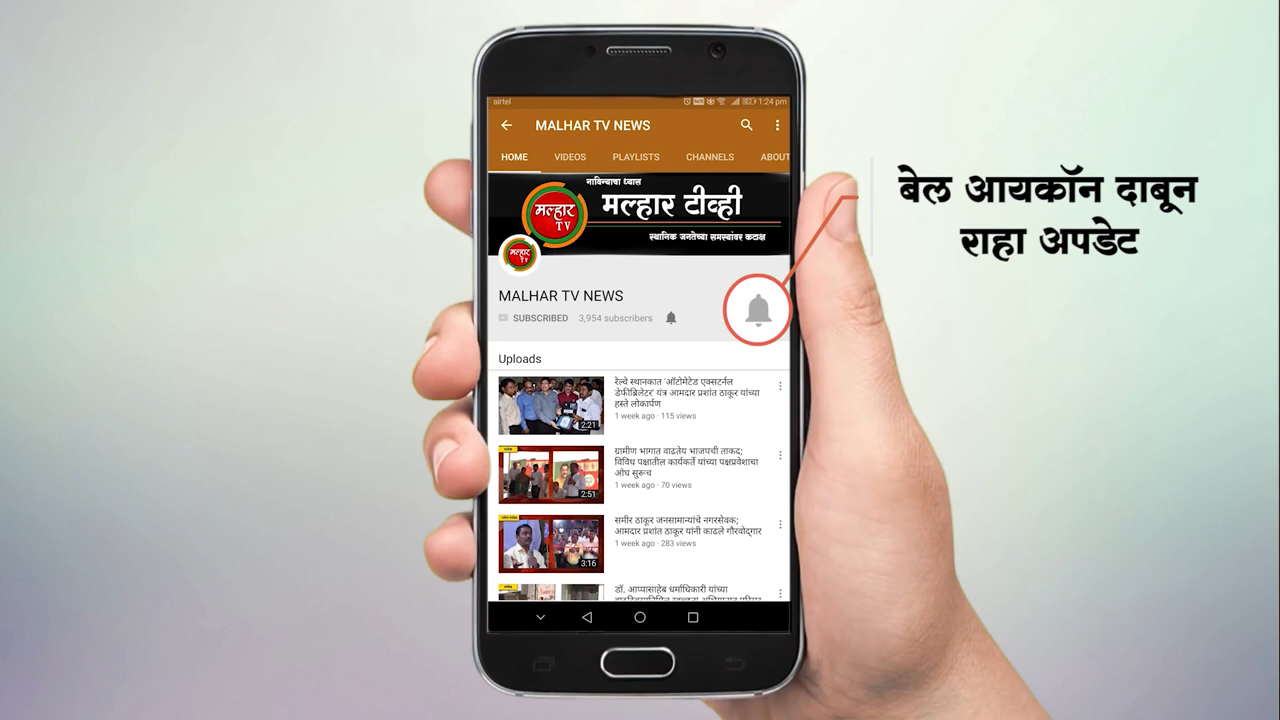 airtel 1:24 pm
MALHAR TV NEWS
HOME VIDEOS PLAYLISTS CHANNELS ABOUT
नाविन्याचा ध्यास
मल्हार टीव्ही
स्थानिक जनतेच्या समस्यांवर कटाक्ष
मल्हार
TV
मल्हार
TV
MALHAR TV NEWS
SUBSCRIBED 3,954 subscribers
Uploads
रेल्वे स्थानकात 'ऑटोमेटेड एक्सटर्नल
डेफीब्रिलेटर' यंत्र आमदार प्रशांत ठाकूर यांच्या
हस्ते लोकार्पण
1 week ago · 115 views
2:21
ग्रामीण भागात वाढतेय भाजपची ताकद;
विविध पक्षातील कार्यकर्ते यांच्या पक्षप्रवेशाचा
ओघ सुरूच
1 week ago · 70 views
2:51
समीर ठाकूर जनसामान्यांचे नगरसेवक;
आमदार प्रशांत ठाकूर यांनी काढले गौरवोद्गार
1 week ago · 283 views
3:16
डॉ. आप्पासाहेब धर्माधिकारी यांच्या
बेल आयकॉन दाबून
राहा अपडेट